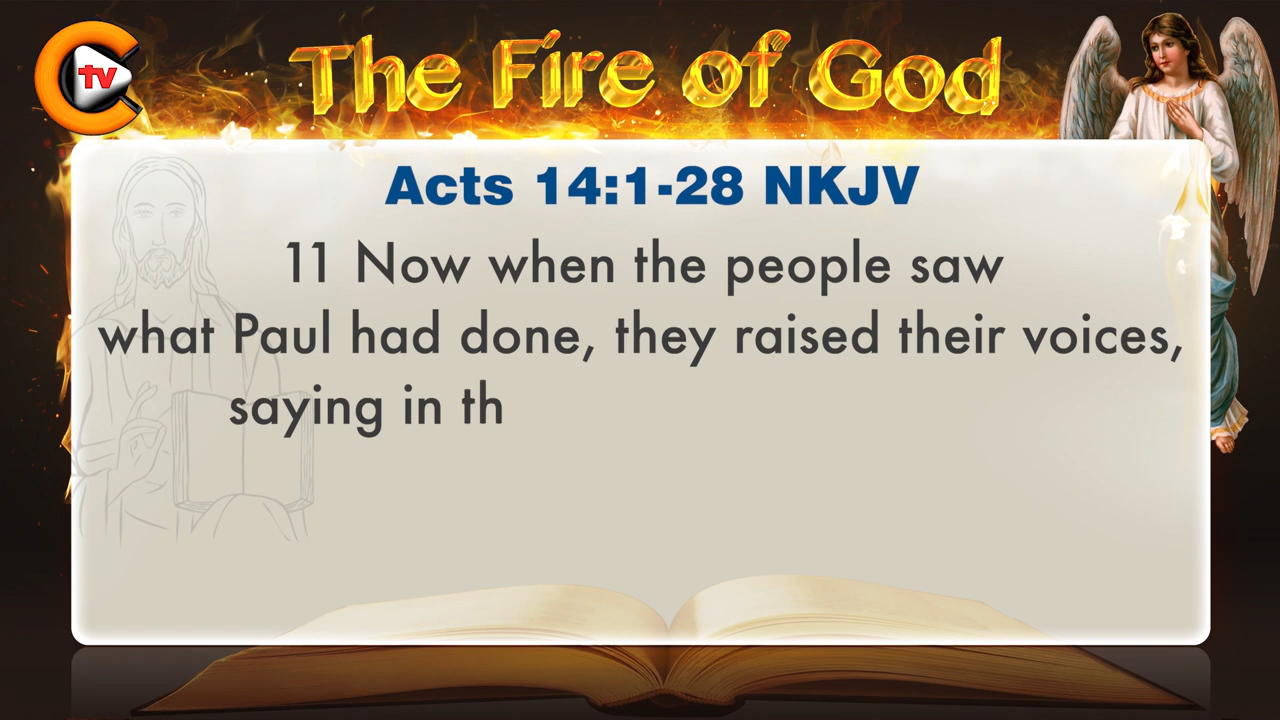 tv
The Fire of God
Acts 14:1-28 NKJV
11 Now when the people saw
what Paul had done, they raised their voices,
saying in th